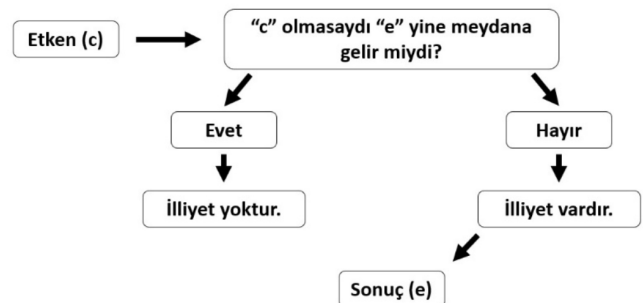 Etken (c)
“c” olmasaydı “e” yine meydana
gelir miydi?
Evet
Hayır
İlliyet yoktur.
İlliyet vardır.
Sonuç (e)